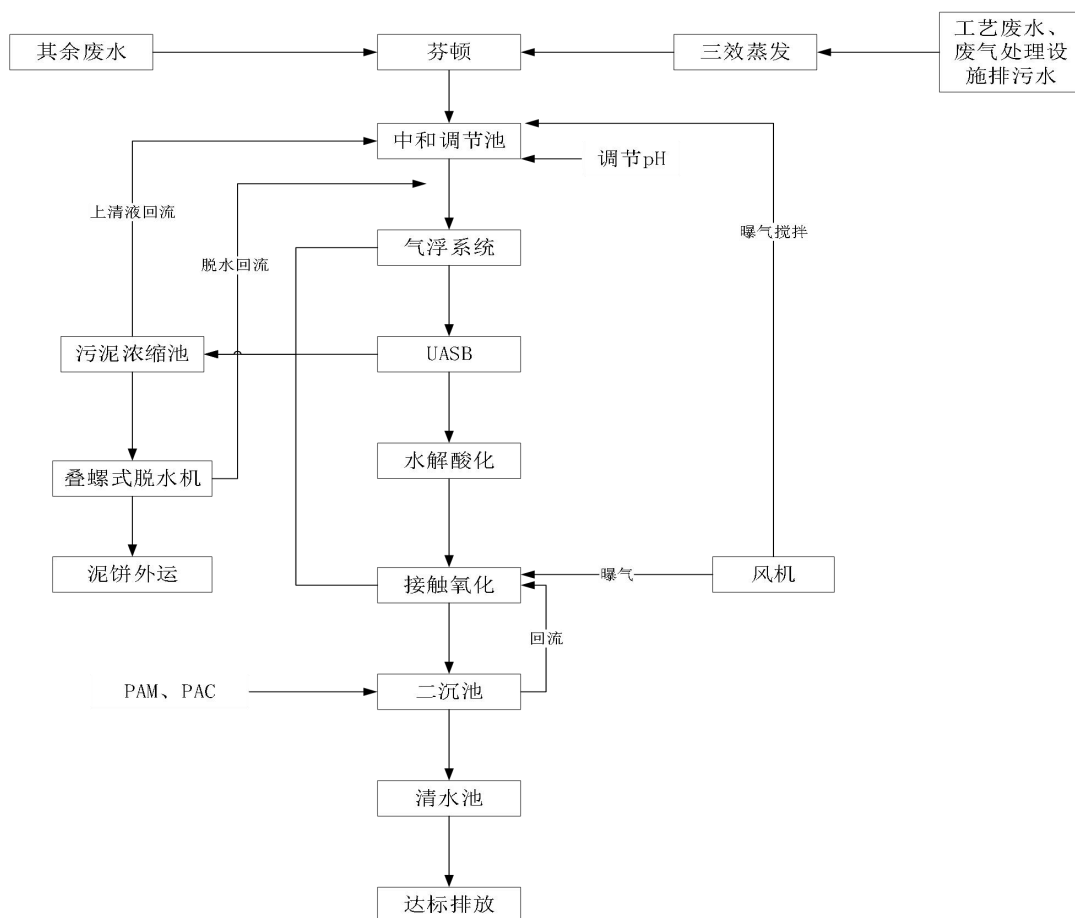 其余废水
芬顿
三效蒸发
工艺废水、
废气处理设
施排污水
中和调节池
调节pH
上清液回流
脱水回流
气浮系统
曝气搅拌
污泥浓缩池
UASB
水解酸化
叠螺式脱水机
泥饼外运
接触氧化
曝气
风机
回流
PAM、PAC
二沉池
清水池
达标排放